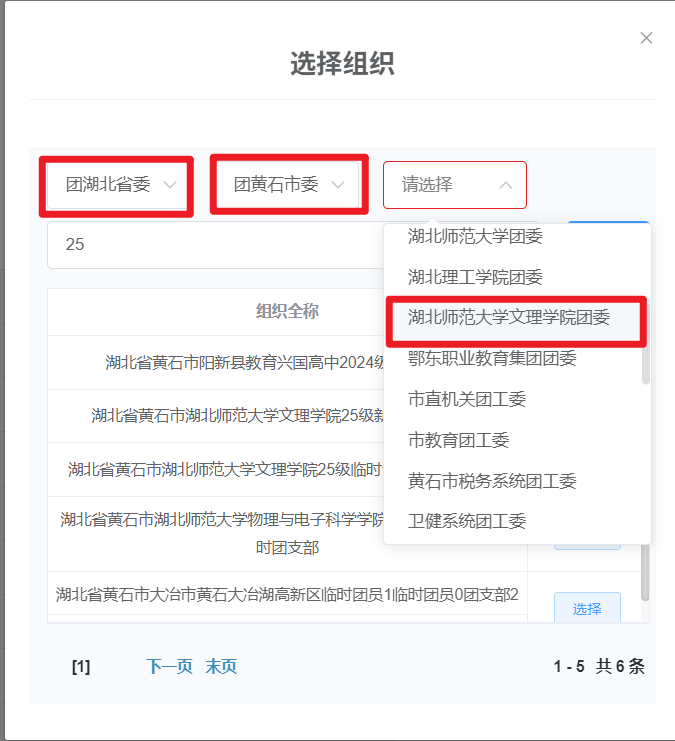 选择组织
团湖北省委
团黄石市委
请选择
25
湖北师范大学团委
湖北理工学院团委
湖北师范大学文理学院团委
鄂东职业教育集团团委
市直机关团工委
市教育团工委
黄石市税务系统团工委
卫健系统团工委
组织全称
湖北省黄石市阳新县教育兴国高中2024级
湖北省黄石市湖北师范大学文理学院25级新
湖北省黄石市湖北师范大学文理学院25级临时
湖北省黄石市湖北师范大学物理与电子科学学院
时团支部
湖北省黄石市大冶市黄石大冶湖高新区临时团员1临时团员0团支部2
选择
[1] 下一页 末页 1 - 5 共 6 条